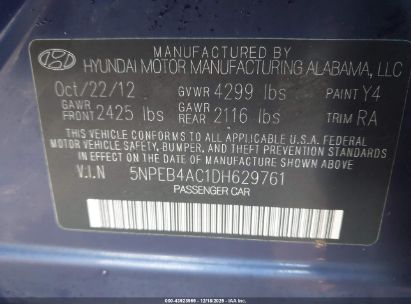 MANUFACTURED BY
HYUNDAI MOTOR MANUFACTURING ALABAMA, LLC
Oct/22/12 GVWR 4299 lbs PAINT Y4
GAWR FRONT 2425 lbs GAWR REAR 2116 lbs TRIM RA
THIS VEHICLE CONFORMS TO ALL APPLICABLE U.S.A. FEDERAL
MOTOR VEHICLE SAFETY, BUMPER, AND THEFT PREVENTION STANDARDS
IN EFFECT ON THE DATE OF MANUFACTURE SHOWN ABOVE
V.I.N 5NPEB4AC1DH629761
PASSENGER CAR